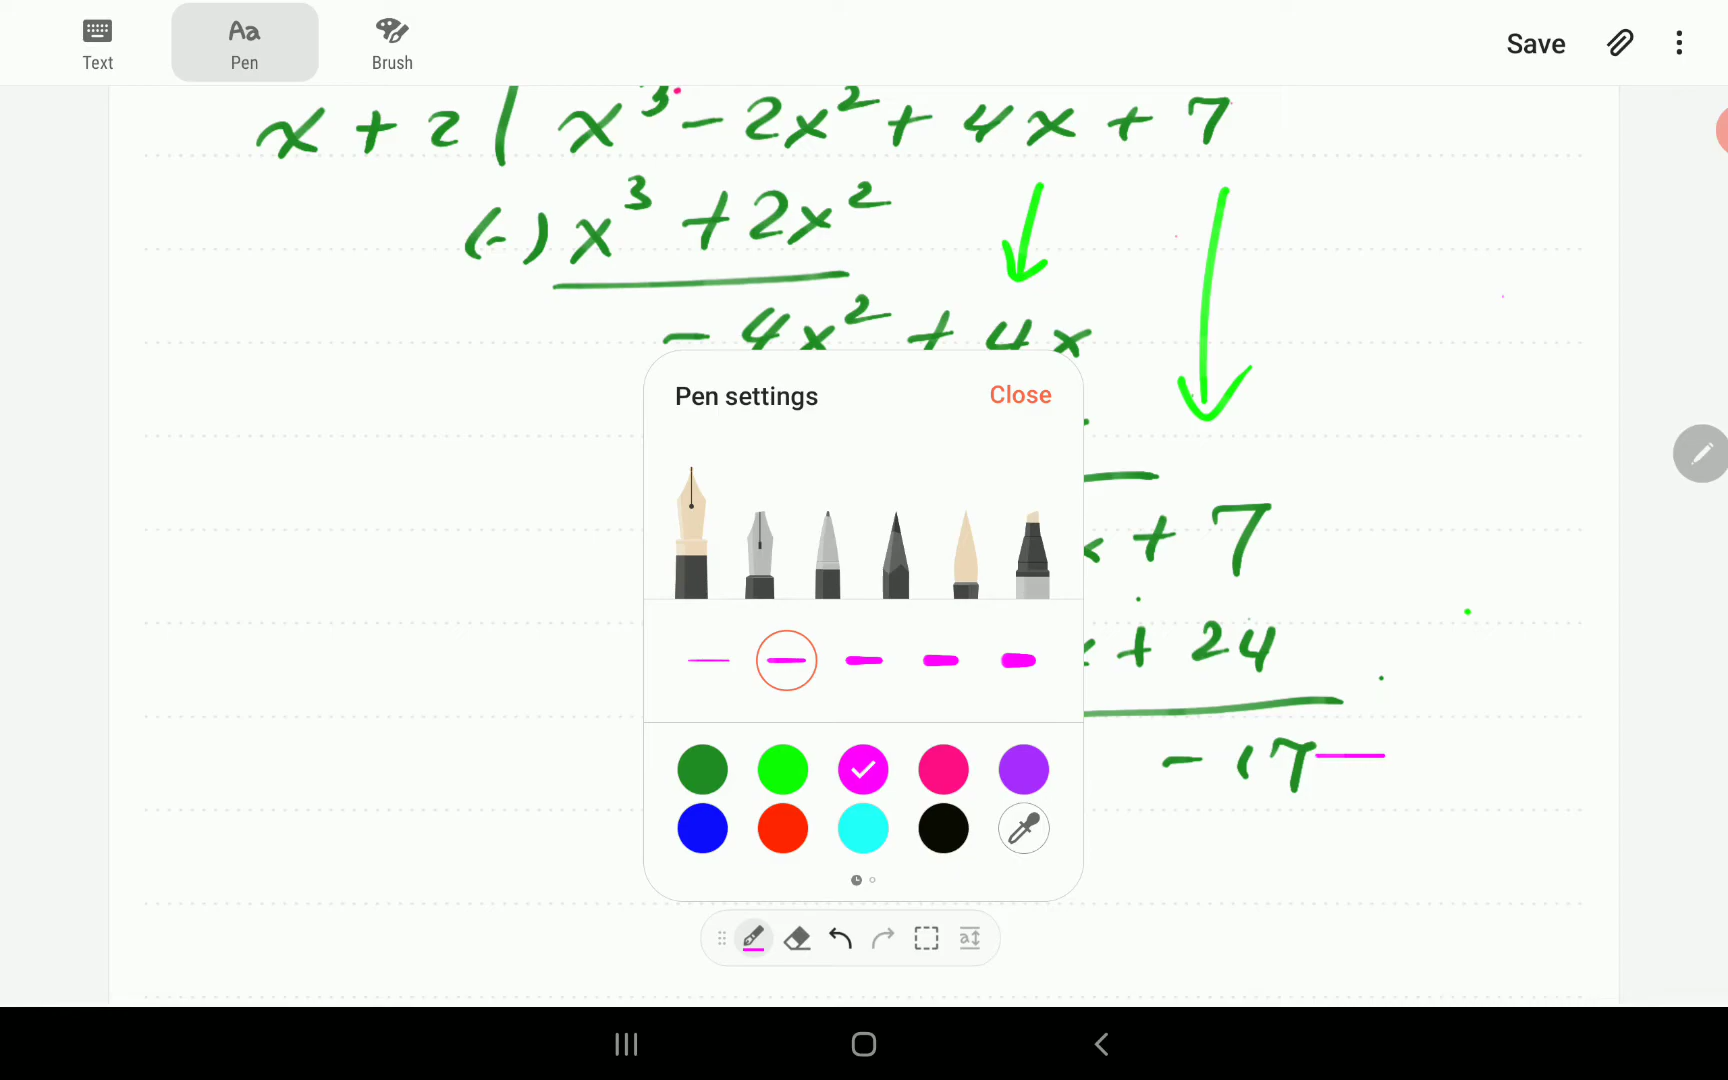 Text
Aa
Pen
Brush
Save
x + 2 ( x³ - 2x² + 4x + 7
(-) x³ + 2x²
- 4x² + 4x
Pen settings
Close
+ 7
+ 24
- 17